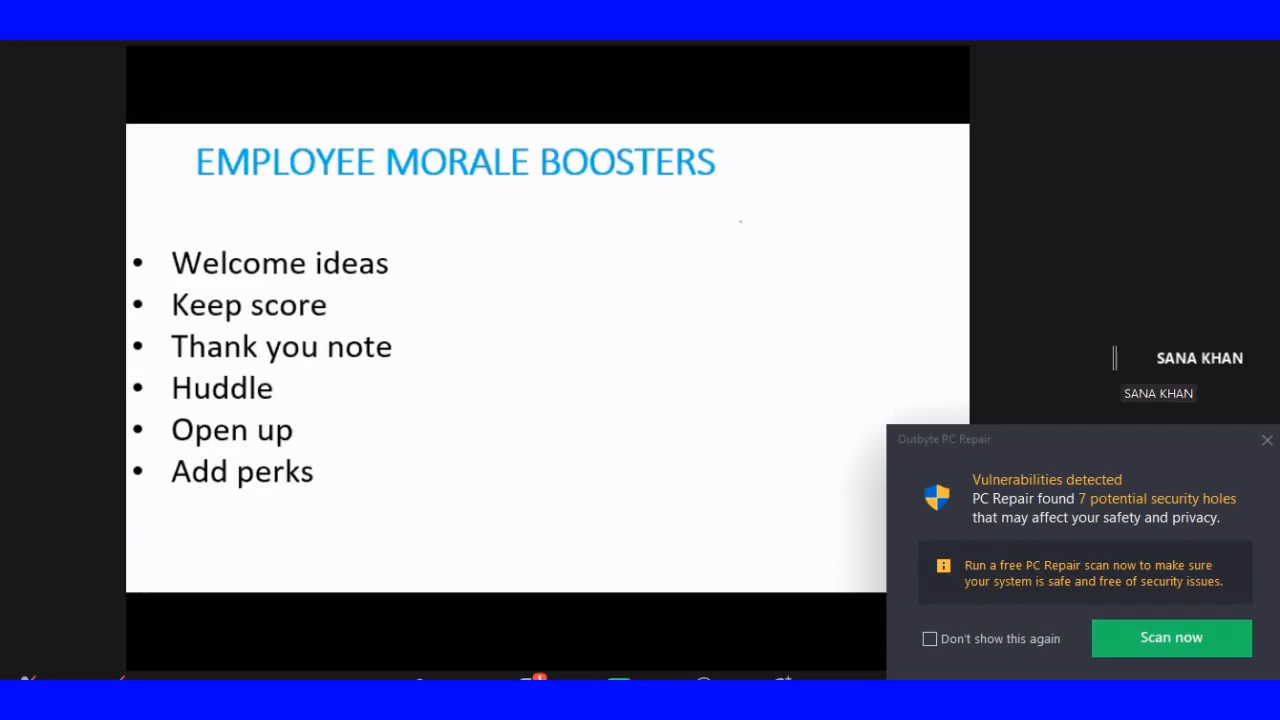 EMPLOYEE MORALE BOOSTERS
• Welcome ideas
• Keep score
• Thank you note
• Huddle
• Open up
• Add perks
SANA KHAN
SANA KHAN
Outbyte PC Repair
Vulnerabilities detected
PC Repair found 7 potential security holes
that may affect your safety and privacy.
Run a free PC Repair scan now to make sure
your system is safe and free of security issues.
Don't show this again
Scan now